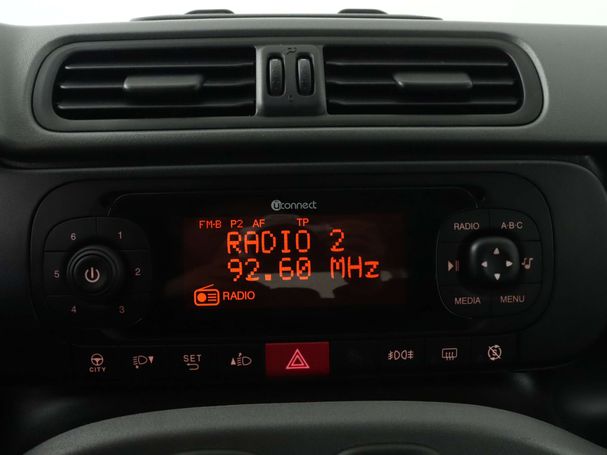 uconnect
FM-B P2 AF TP
RADIO 2
92.60 MHz
RADIO
6 1
5 2
4 3
RADIO A·B·C
MEDIA MENU
CITY
SET